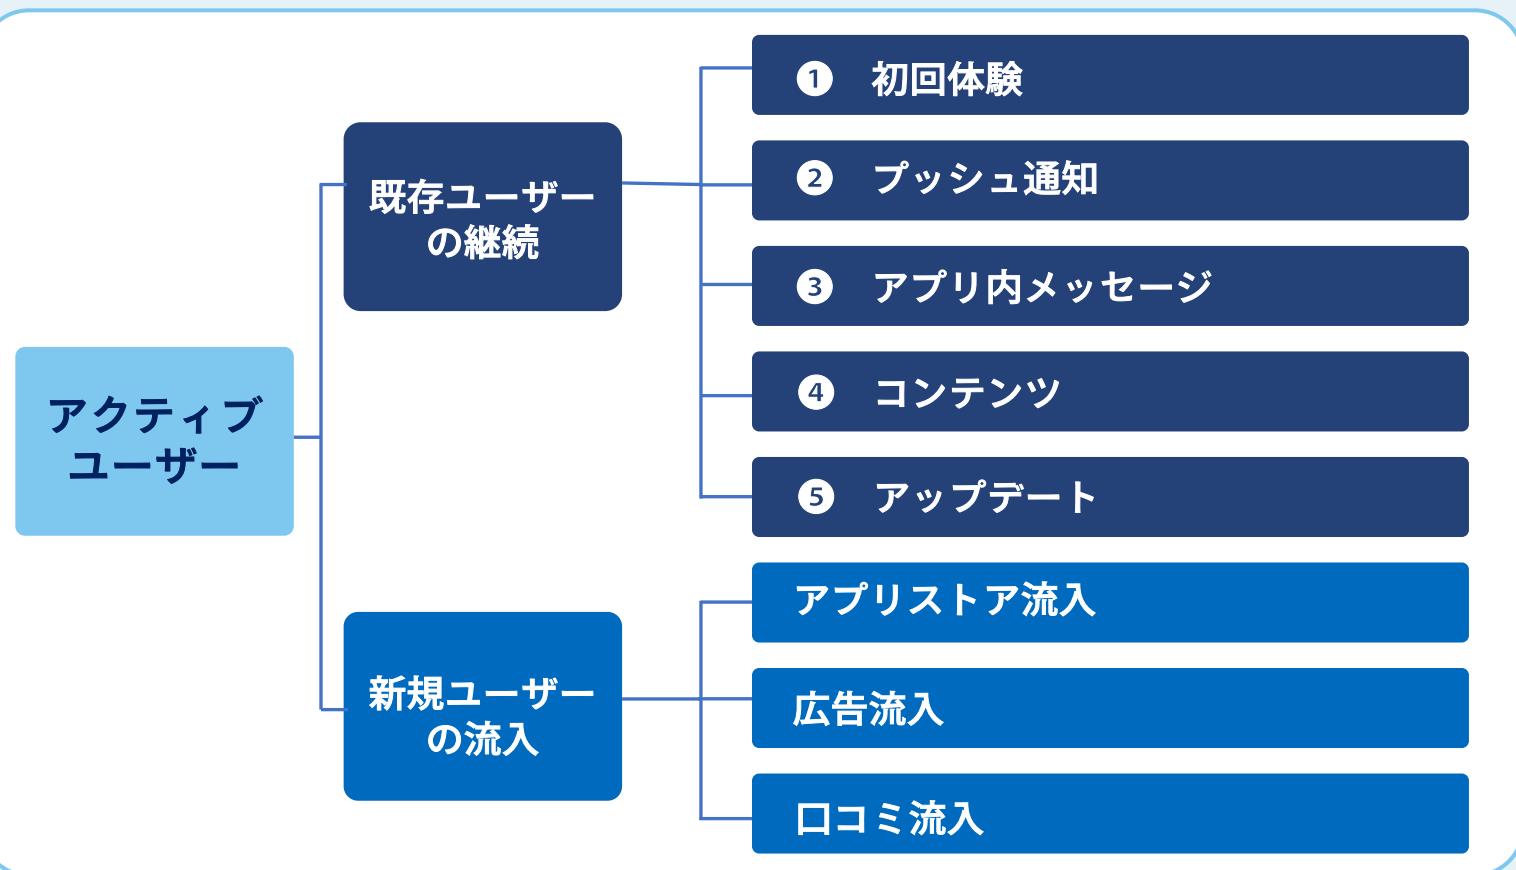 アクティブ
ユーザー
既存ユーザー
の継続
❶ 初回体験
❷ プッシュ通知
❸ アプリ内メッセージ
❹ コンテンツ
❺ アップデート
新規ユーザー
の流入
アプリストア流入
広告流入
口コミ流入